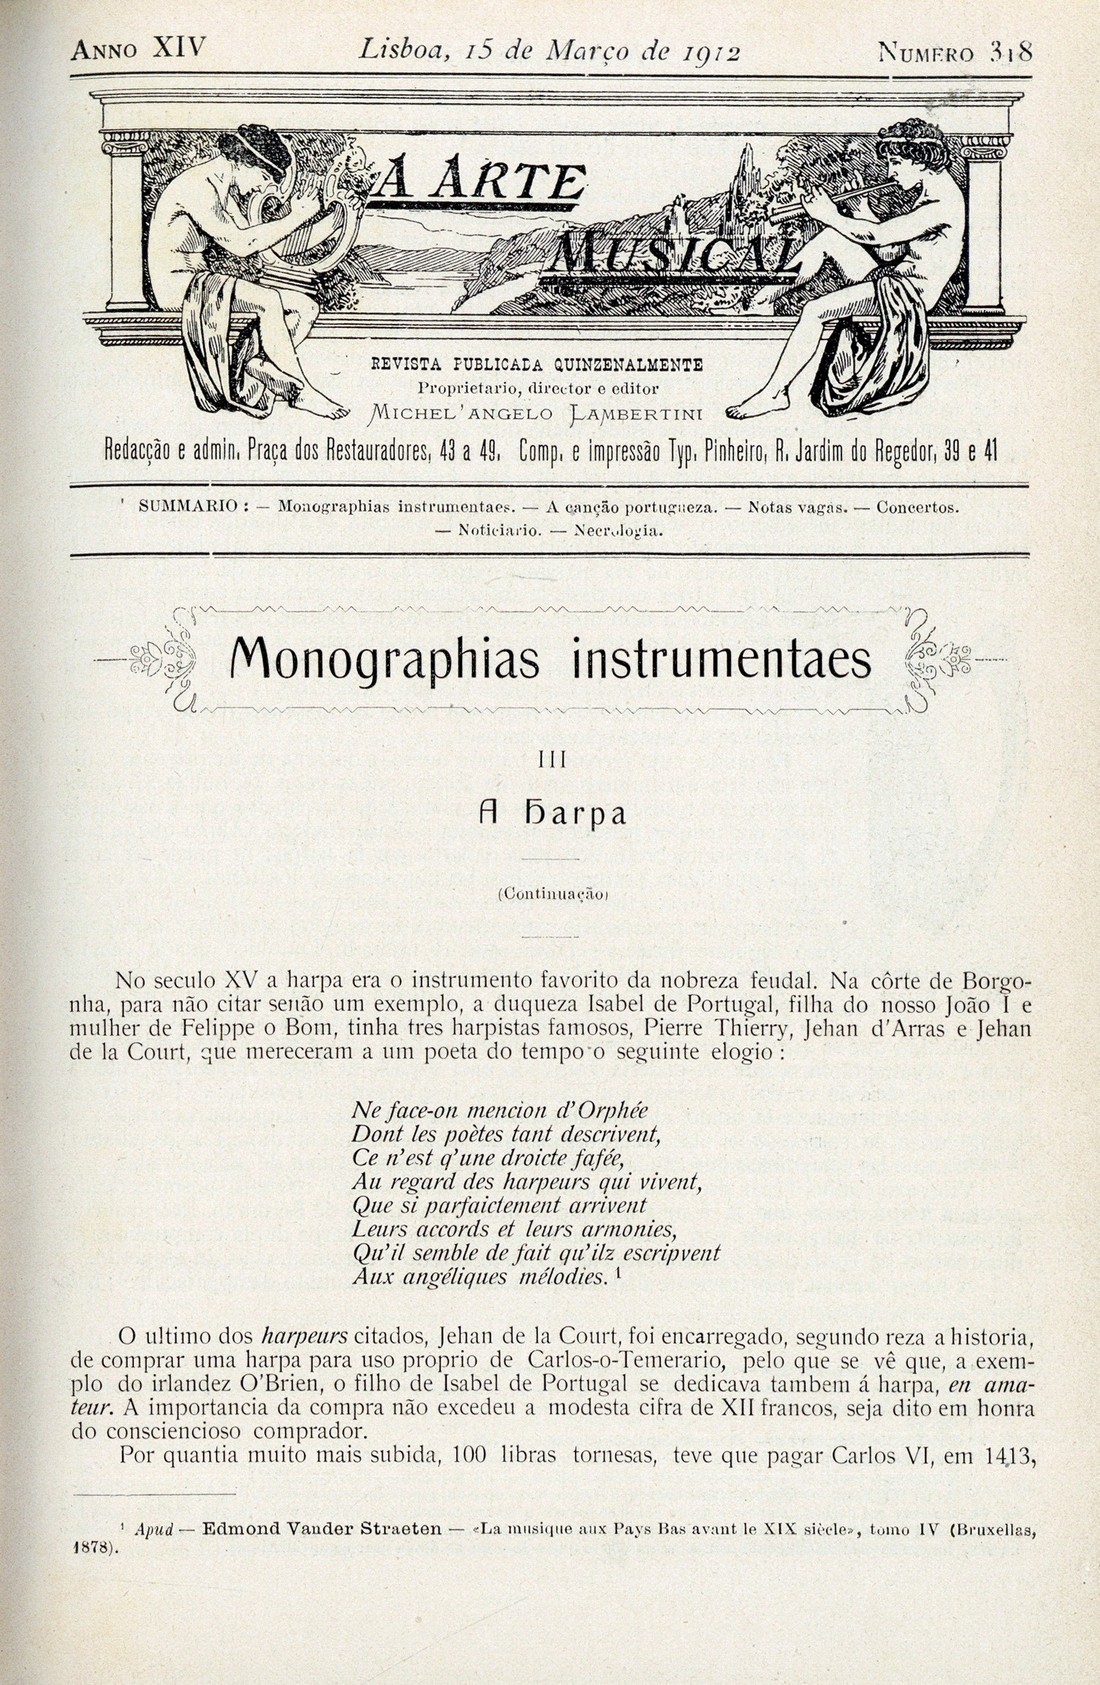 ANNO XIV Lisboa, 15 de Março de 1912 NUMERO 318
A ARTE
MUSICAL
REVISTA PUBLICADA QUINZENALMENTE
Proprietario, director e editor
MICHEL'ANGELO LAMBERTINI
Redacção e admin. Praça dos Restauradores, 43 a 49. Comp. e impressão Typ. Pinheiro, R. Jardim do Regedor, 39 e 41
SUMMARIO : — Monographias instrumentaes. — A canção portugueza. — Notas vagas. — Concertos.
— Noticiario. — Necrologia.
Monographias instrumentaes
III
A harpa
(Continuação)
No seculo XV a harpa era o instrumento favorito da nobreza feudal. Na côrte de Borgo-
nha, para não citar senão um exemplo, a duqueza Isabel de Portugal, filha do nosso João I e
mulher de Felippe o Bom, tinha tres harpistas famosos, Pierre Thierry, Jehan d'Arras e Jehan
de la Court, que mereceram a um poeta do tempo o seguinte elogio :
Ne face-on mencion d'Orphée
Dont les poètes tant descrivent,
Ce n'est q'une droicte fafée,
Au regard des harpeurs qui vivent,
Que si parfaictement arrivent
Leurs accords et leurs armonies,
Qu'il semble de fait qu'ilz escripvent
Aux angéliques mélodies. ¹
O ultimo dos harpeurs citados, Jehan de la Court, foi encarregado, segundo reza a historia,
de comprar uma harpa para uso proprio de Carlos-o-Temerario, pelo que se vê que, a exem-
plo do irlandez O'Brien, o filho de Isabel de Portugal se dedicava tambem á harpa, en ama-
teur. A importancia da compra não excedeu a modesta cifra de XII francos, seja dito em honra
do consciencioso comprador.
Por quantia muito mais subida, 100 libras tornesas, teve que pagar Carlos VI, em 1413,
¹ Apud — Edmond Vander Straeten — «La musique aux Pays Bas avant le XIX siècle», tomo IV (Bruxellas,
1878).